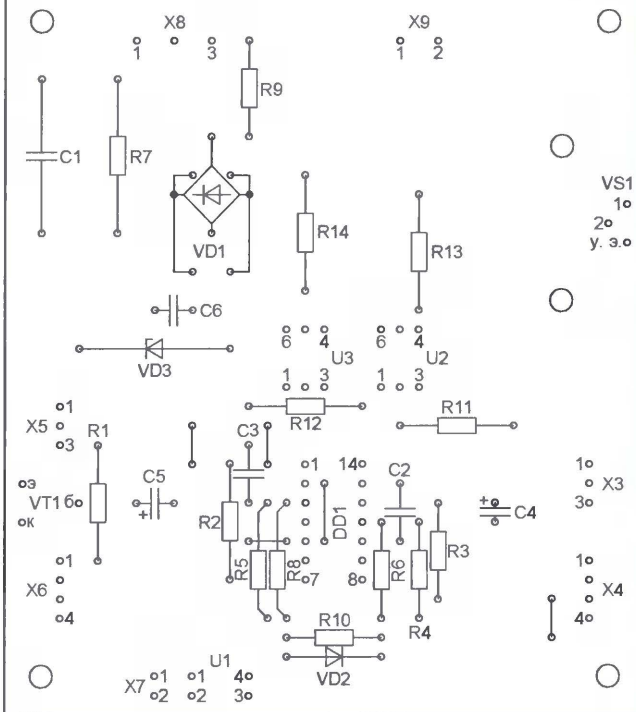 X8 X9
1 3 1 2
R9
C1 R7
VS1
1
2
VD1 R14 R13 у. э.
C6
VD3
6 4 U3 6 4 U2
1 3 1 3
R12 R11
X5 1
3
R1
C3
1 14
C2
X3 1
3
э
VT1 б
к
C5 +
R2
DD1
+ C4
R5 R8 7 8 R6 R3
X6 1
4
X4 1
4
R10 R4
VD2
U1
X7 1 1 4
2 2 3